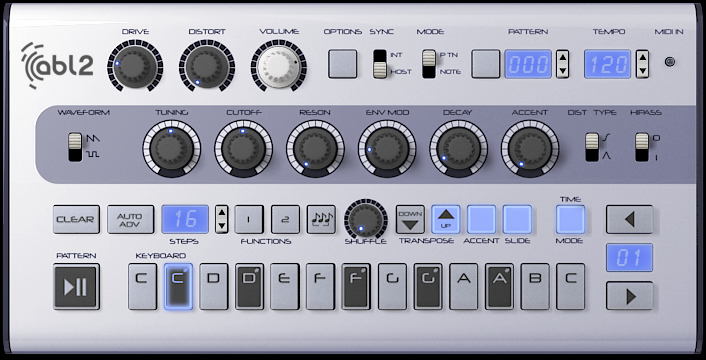 DRIVE DISTORT VOLUME OPTIONS SYNC MODE PATTERN TEMPO MIDI IN
abl2 INT HOST PTN NOTE 000 120
WAVEFORM TUNING CUTOFF RESON ENV MOD DECAY ACCENT DIST TYPE HIPASS
O
I
CLEAR AUTO ADV 16 1 2 DOWN UP TIME
STEPS FUNCTIONS SHUFFLE TRANSPOSE ACCENT SLIDE MODE
01
PATTERN KEYBOARD
C C# D D# E F F# G G# A A# B C